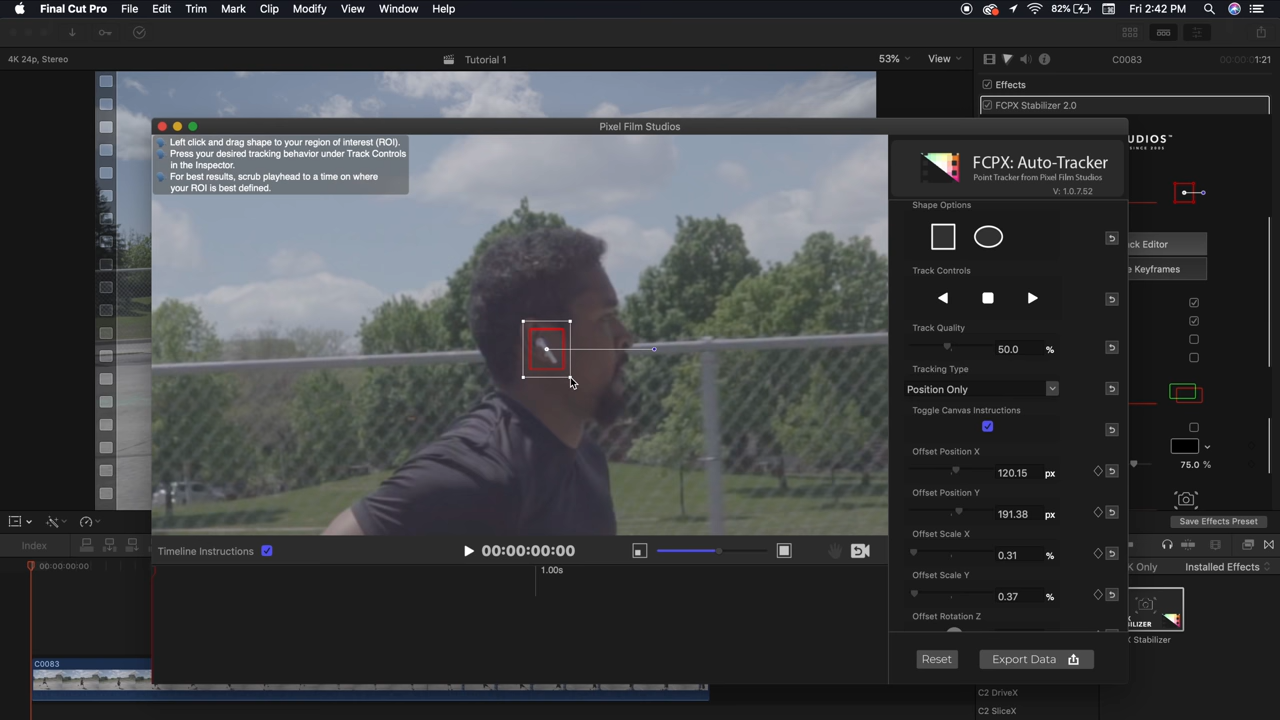 Final Cut Pro File Edit Trim Mark Clip Modify View Window Help
82% Fri 2:42 PM
4K 24p, Stereo
Tutorial 1
53%
View
C0083
1:21
Effects
FCPX Stabilizer 2.0
Pixel Film Studios
Left click and drag shape to your region of interest (ROI).
Press your desired tracking behavior under Track Controls
in the Inspector.
For best results, scrub playhead to a time on where
your ROI is best defined.
FCPX: Auto-Tracker
Point Tracker from Pixel Film Studios
V: 1.0.7.52
Shape Options
Track Controls
Track Quality
50.0 %
Tracking Type
Position Only
Toggle Canvas Instructions
Offset Position X
120.15 px
Offset Position Y
191.38 px
Offset Scale X
0.31 %
Offset Scale Y
0.37 %
Offset Rotation Z
Reset
Export Data
Timeline Instructions
00:00:00:00
1.00s
Editor
Keyframes
75.0 %
Save Effects Preset
Index
Only
Installed Effects
00:00:00:00
C0083
Stabilizer
C2 DriveX
C2 SliceX